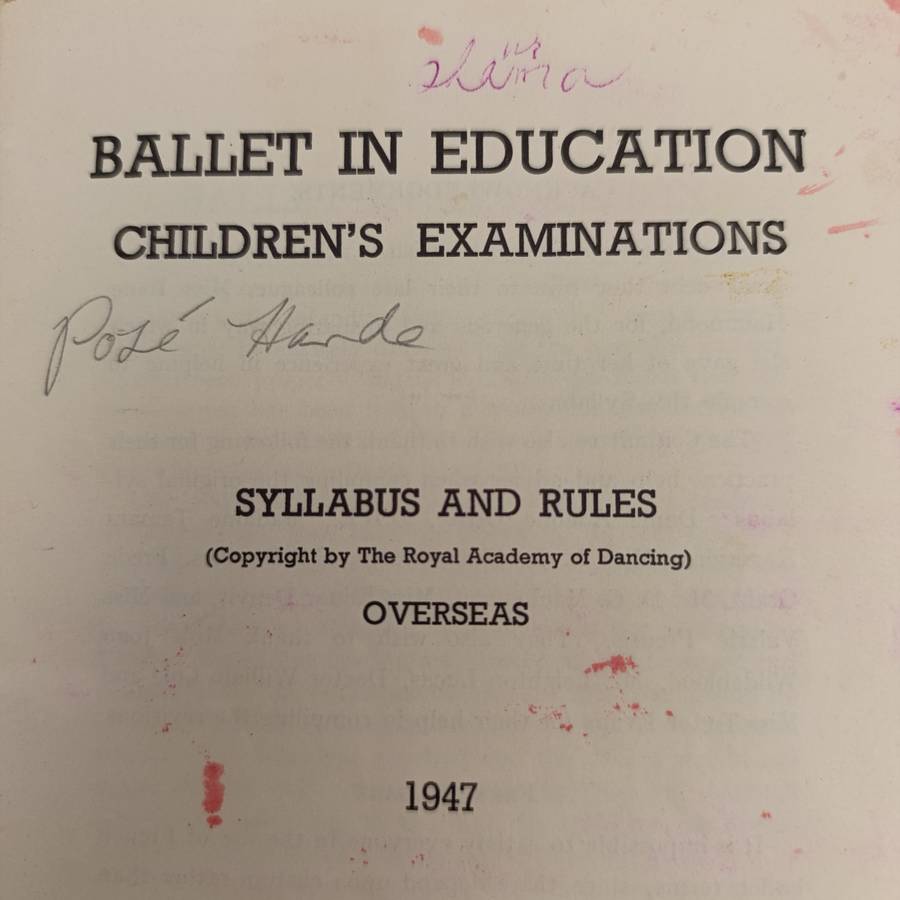 BALLET IN EDUCATION
CHILDREN'S EXAMINATIONS
Posé
SYLLABUS AND RULES
(Copyright by The Royal Academy of Dancing)
OVERSEAS
1947